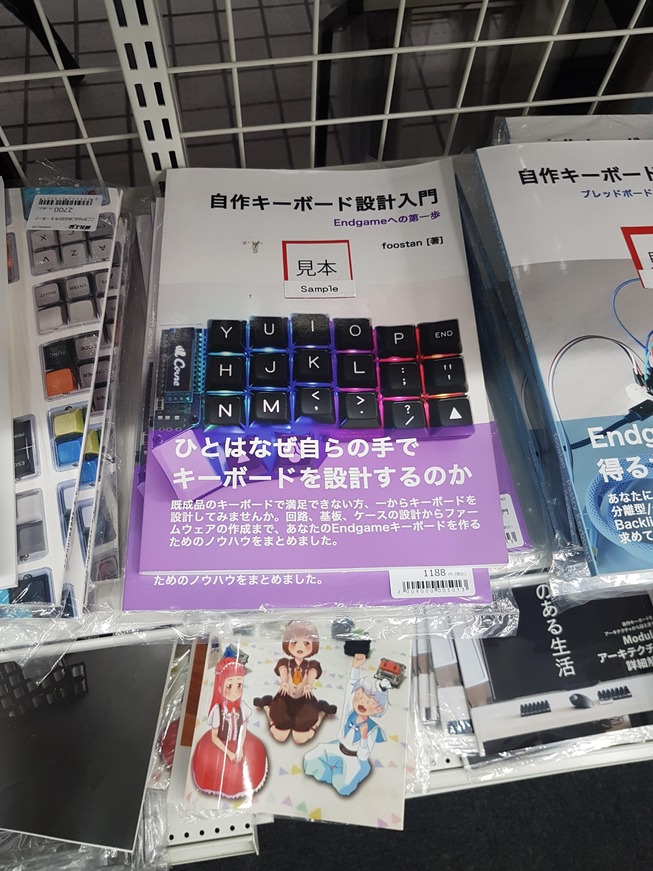 自作キーボード設計入門
Endgameへの第一歩
foostan [著]
見本
Sample
Corne
Y U I O P END
H J K L : ; " '
N M < , > . ? / ▲
ひとはなぜ自らの手で
キーボードを設計するのか
既成品のキーボードで満足できない方、一からキーボードを
設計してみませんか。回路、基板、ケースの設計からファー
ムウェアの作成まで、あなたのEndgameキーボードを作る
ためのノウハウをまとめました。
ためのノウハウをまとめました。
1188円(税込)
2700
自作キーボー
ブレッドボード
Endg
得る
あなたに
分離型/
Backli
求めて
のある生活
Modul
アーキテクチ
詳細解